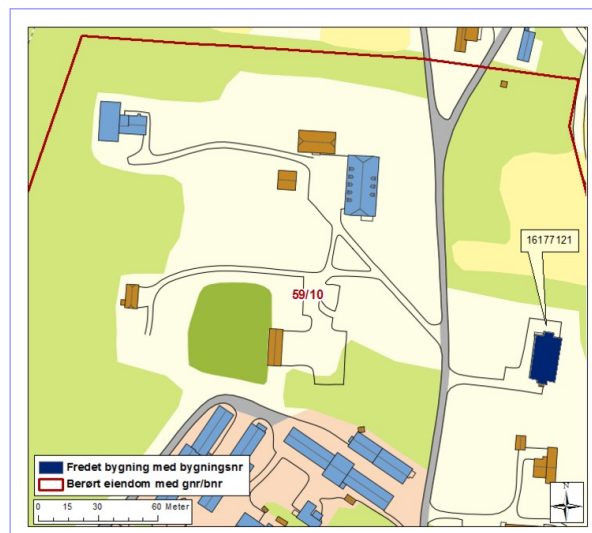 16177121
59/10
Fredet bygning med bygningsnr
Berørt eiendom med gnr/bnr
0 15 30 60 Meter
N